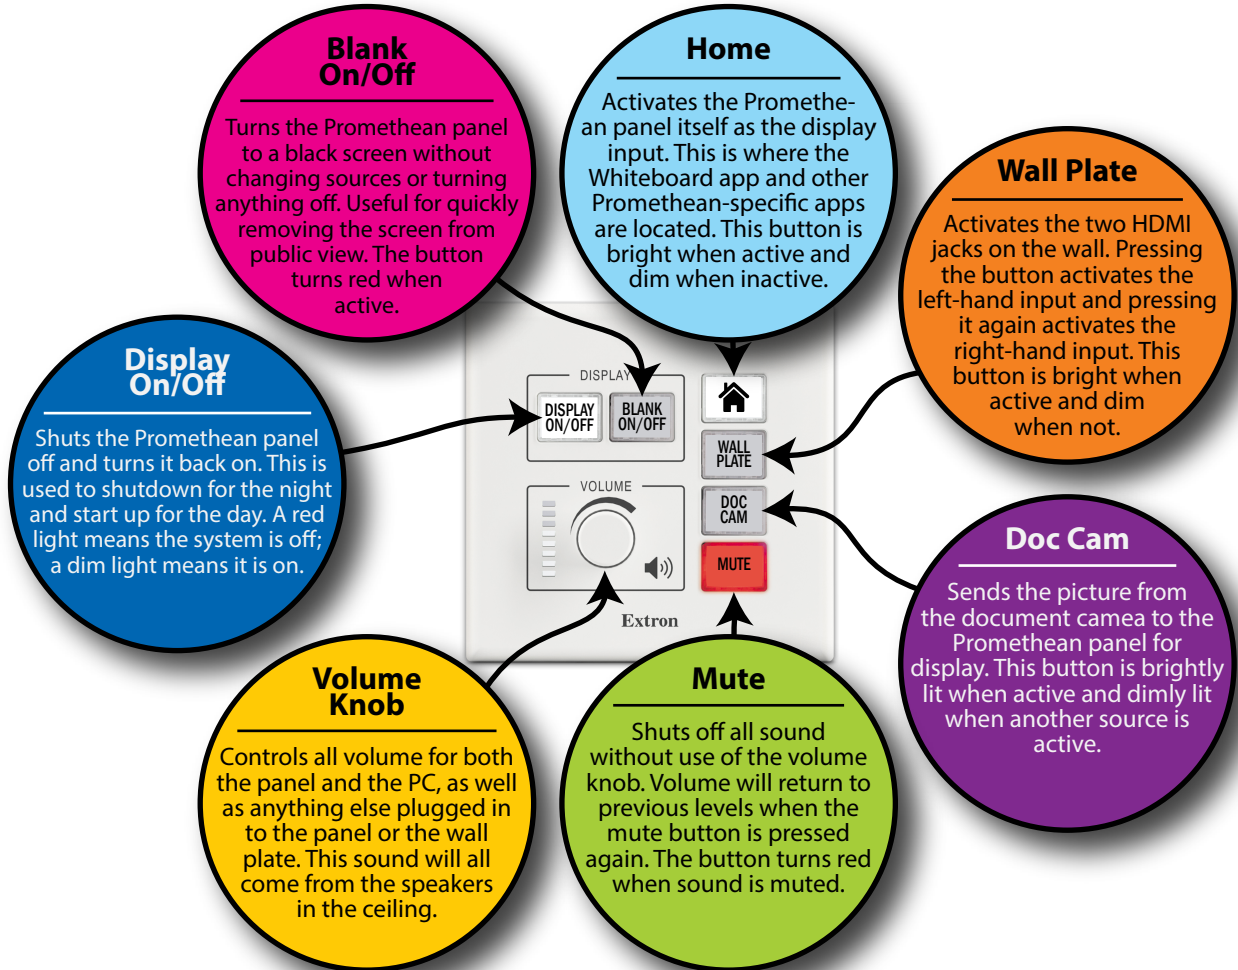 Blank
On/Off
Turns the Promethean panel
to a black screen without
changing sources or turning
anything off. Useful for quickly
removing the screen from
public view. The button
turns red when
active.
Home
Activates the Promethe-
an panel itself as the display
input. This is where the
Whiteboard app and other
Promethean-specific apps
are located. This button is
bright when active and
dim when inactive.
Wall Plate
Activates the two HDMI
jacks on the wall. Pressing
the button activates the
left-hand input and pressing
it again activates the
right-hand input. This
button is bright when
active and dim
when not.
Display
On/Off
Shuts the Promethean panel
off and turns it back on. This is
used to shutdown for the night
and start up for the day. A red
light means the system is off;
a dim light means it is on.
DISPLAY
DISPLAY
ON/OFF
BLANK
ON/OFF
WALL
PLATE
VOLUME
DOC
CAM
MUTE
Extron
Doc Cam
Sends the picture from
the document camea to the
Promethean panel for
display. This button is brightly
lit when active and dimly lit
when another source is
active.
Volume
Knob
Controls all volume for both
the panel and the PC, as well
as anything else plugged in
to the panel or the wall
plate. This sound will all
come from the speakers
in the ceiling.
Mute
Shuts off all sound
without use of the volume
knob. Volume will return to
previous levels when the
mute button is pressed
again. The button turns red
when sound is muted.